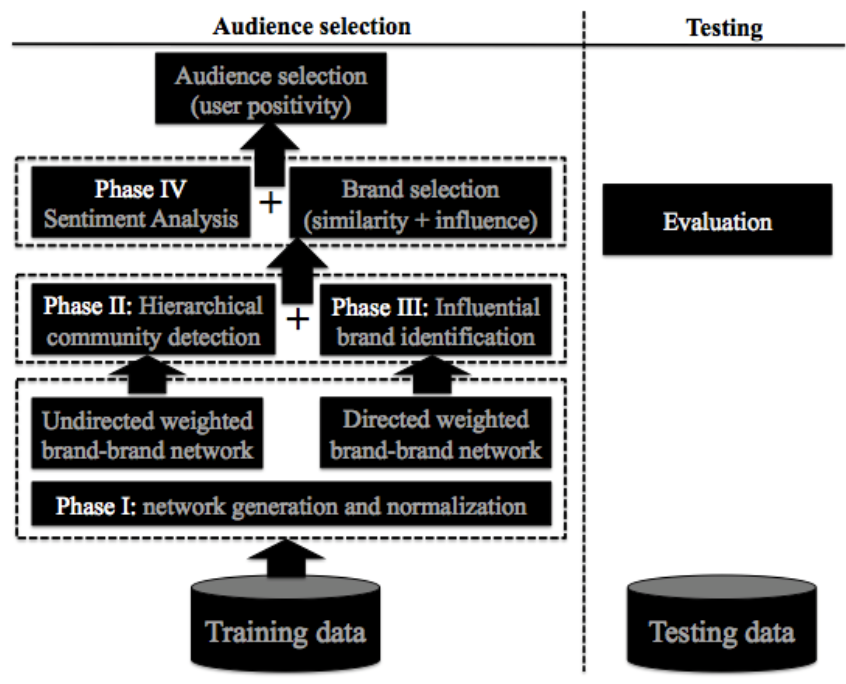 Audience selection
Testing
Audience selection
(user positivity)
Phase IV
Sentiment Analysis
+
Brand selection
(similarity + influence)
Evaluation
Phase II: Hierarchical
community detection
+
Phase III: Influential
brand identification
Undirected weighted
brand-brand network
Directed weighted
brand-brand network
Phase I: network generation and normalization
Training data
Testing data